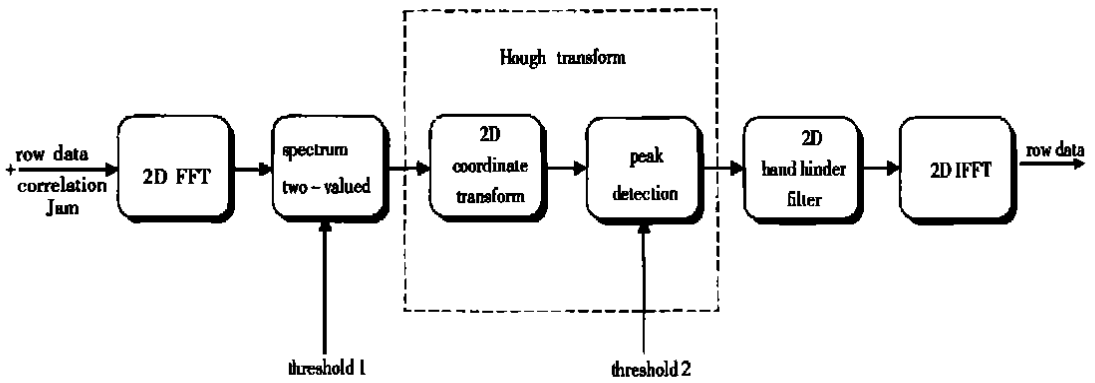 Hough transform
row data
+
correlation
Jam
2D FFT
spectrum
two-valued
2D
coordinate
transform
peak
detection
2D
band hinder
filter
2D IFFT
row data
threshold 1
threshold 2